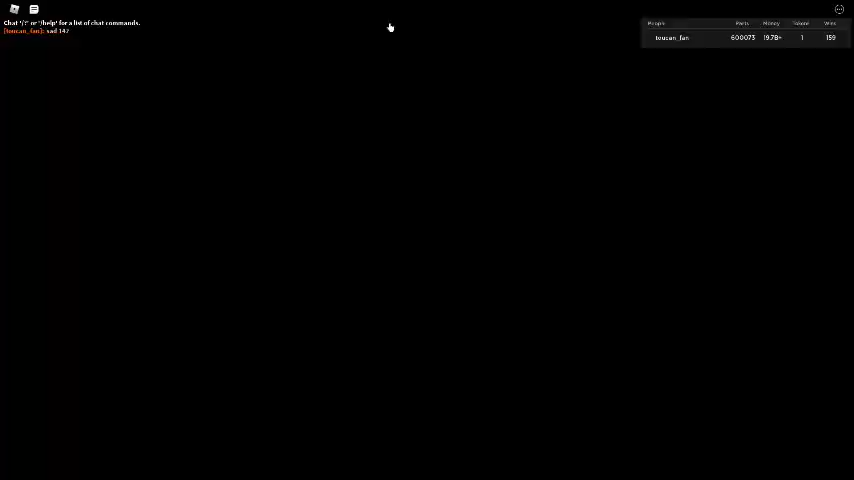 Chat '/?' or '/help' for a list of chat commands.
[toucan_fan]: sad 147
People Parts Money Tokens Wins
toucan_fan 600073 19.7B+ 1 159